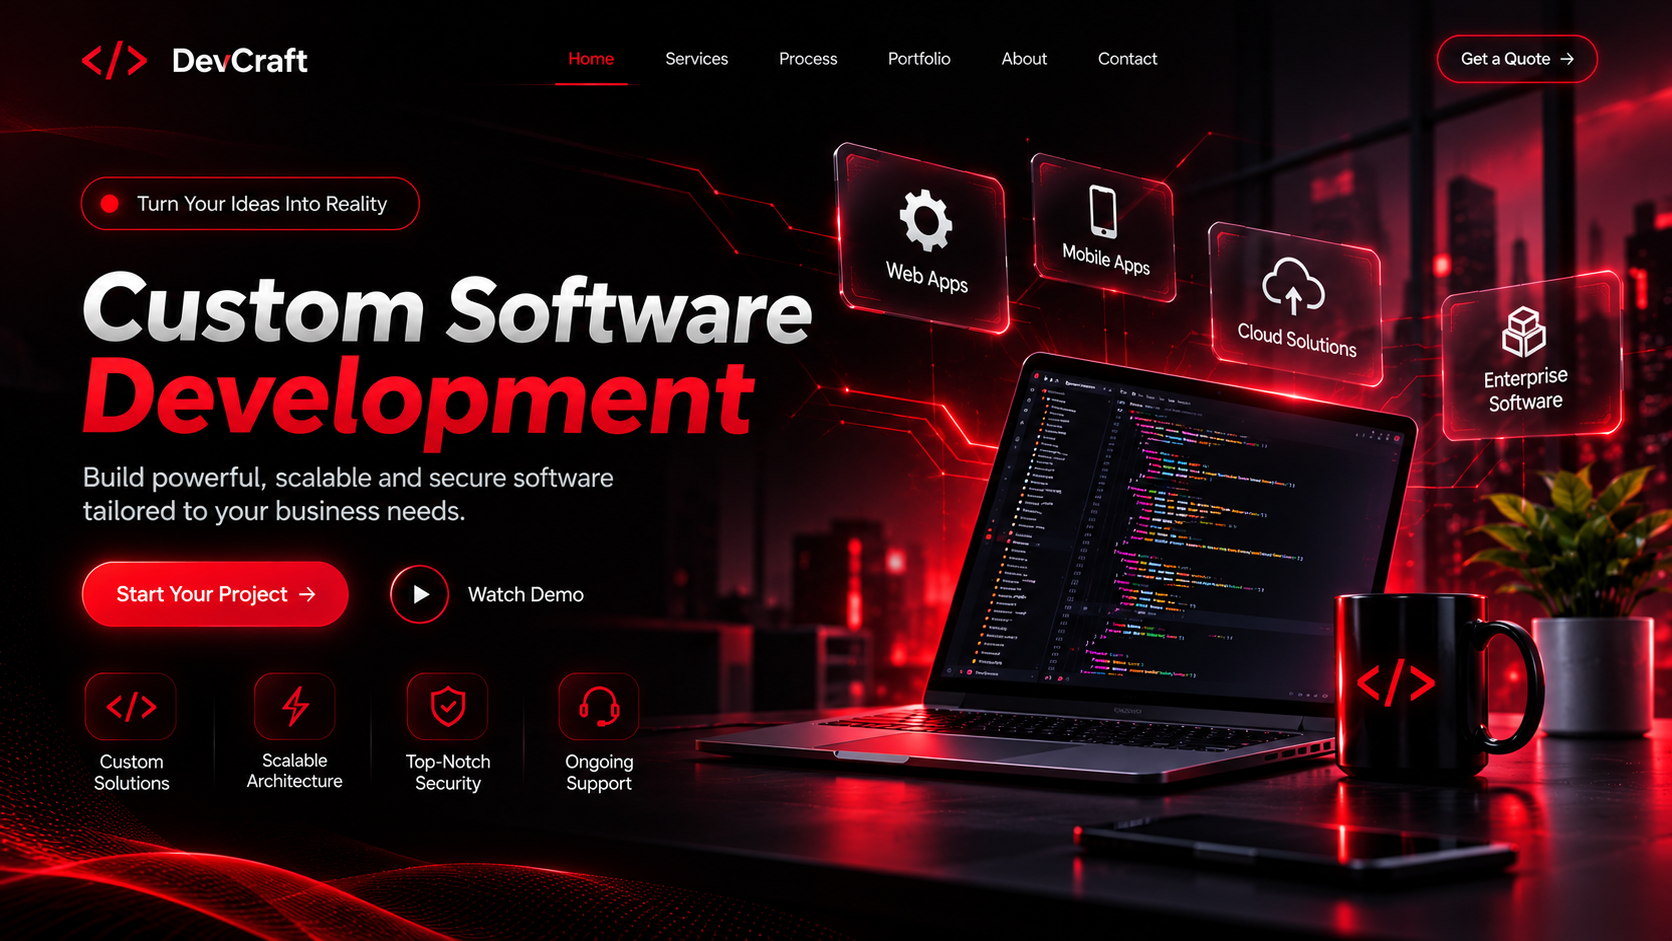 </> DevCraft
Home
Services
Process
Portfolio
About
Contact
Get a Quote →
Turn Your Ideas Into Reality
Custom Software
Development
Build powerful, scalable and secure software
tailored to your business needs.
Start Your Project →
Watch Demo
</>
Custom
Solutions
Scalable
Architecture
Top-Notch
Security
Ongoing
Support
Web Apps
Mobile Apps
Cloud Solutions
Enterprise
Software
</>